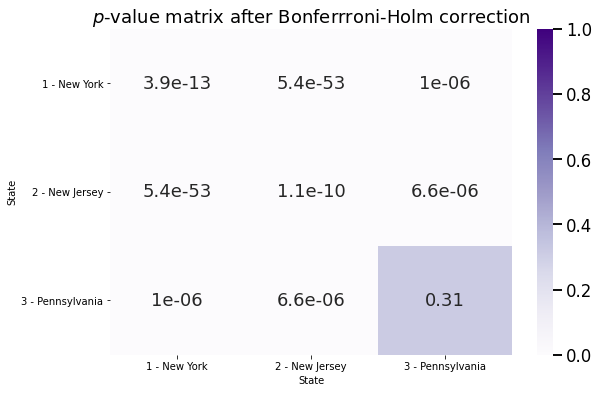 p-value matrix after Bonferrroni-Holm correction
1.0
1 - New York 3.9e-13 5.4e-53 1e-06
0.8
0.6
State
2 - New Jersey 5.4e-53 1.1e-10 6.6e-06
0.4
0.2
3 - Pennsylvania 1e-06 6.6e-06 0.31
0.0
1 - New York 2 - New Jersey 3 - Pennsylvania
State